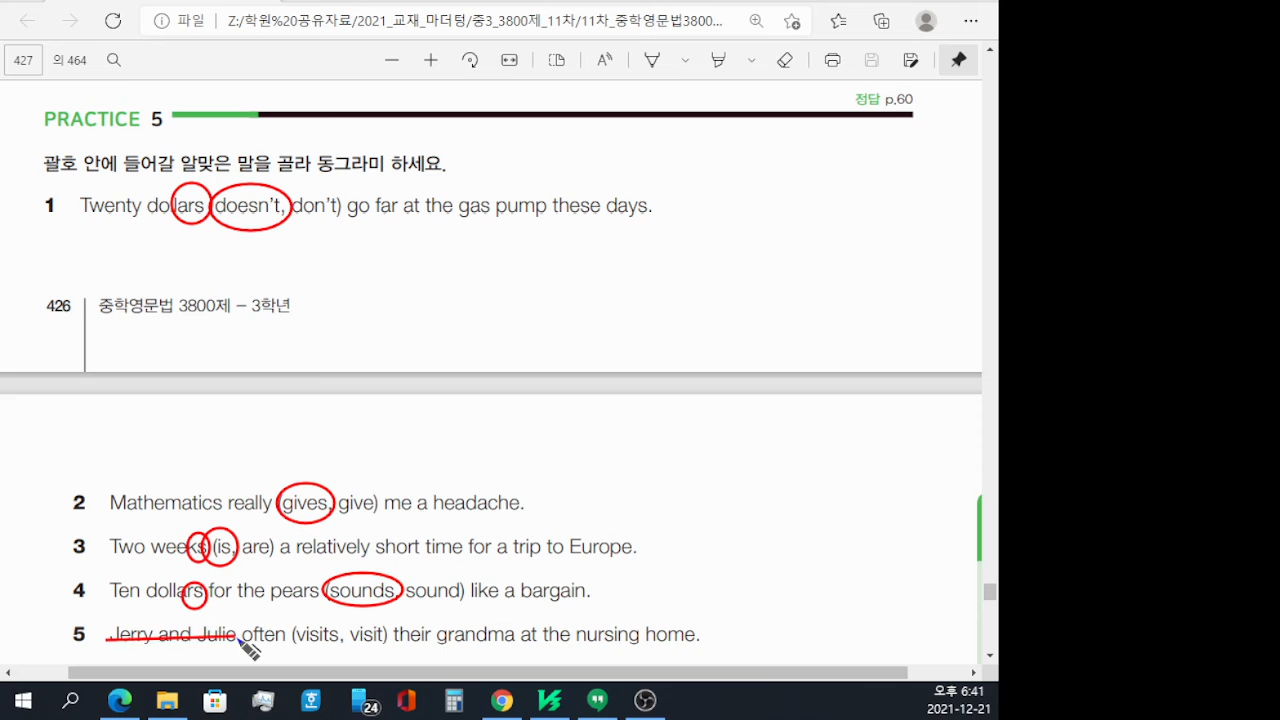 파일 Z:/학원%20공유자료/2021_교재_마더텅/중3_3800제_11차/11차_중학영문법3800...
427 의 464
정답 p.60
PRACTICE 5
괄호 안에 들어갈 알맞은 말을 골라 동그라미 하세요.
1 Twenty dollars (doesn't, don't) go far at the gas pump these days.
426 중학영문법 3800제 – 3학년
2 Mathematics really (gives, give) me a headache.
3 Two weeks (is, are) a relatively short time for a trip to Europe.
4 Ten dollars for the pears (sounds, sound) like a bargain.
5 Jerry and Julie often (visits, visit) their grandma at the nursing home.
24
오후 6:41
2021-12-21